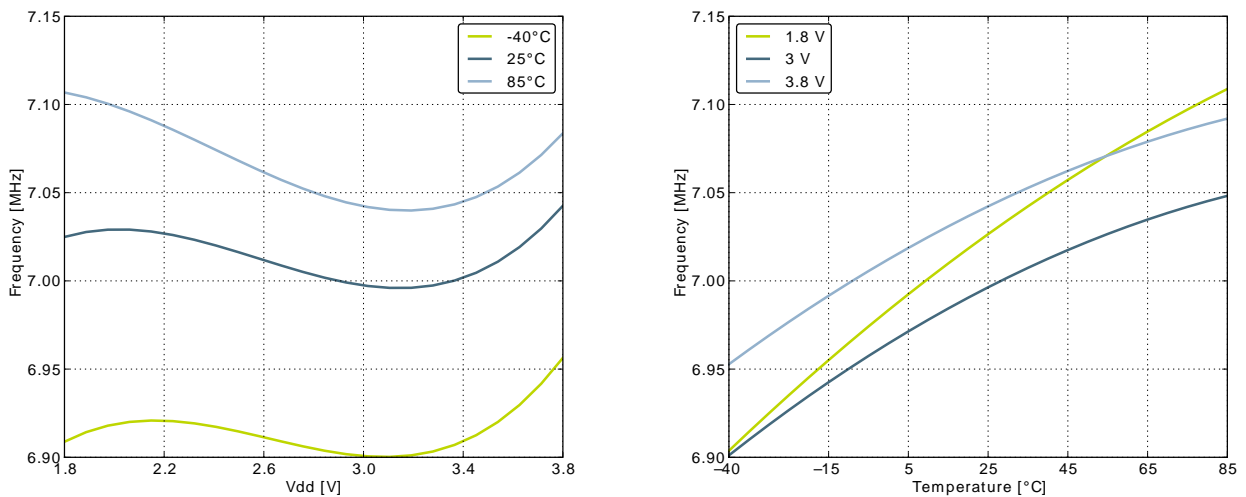 7.15
7.10
7.05
7.00
6.95
6.90
Frequency [MHz]
1.8
2.2
2.6
3.0
3.4
3.8
Vdd [V]
-40°C
25°C
85°C
7.15
7.10
7.05
7.00
6.95
6.90
Frequency [MHz]
–40
–15
5
25
45
65
85
Temperature [°C]
1.8 V
3 V
3.8 V